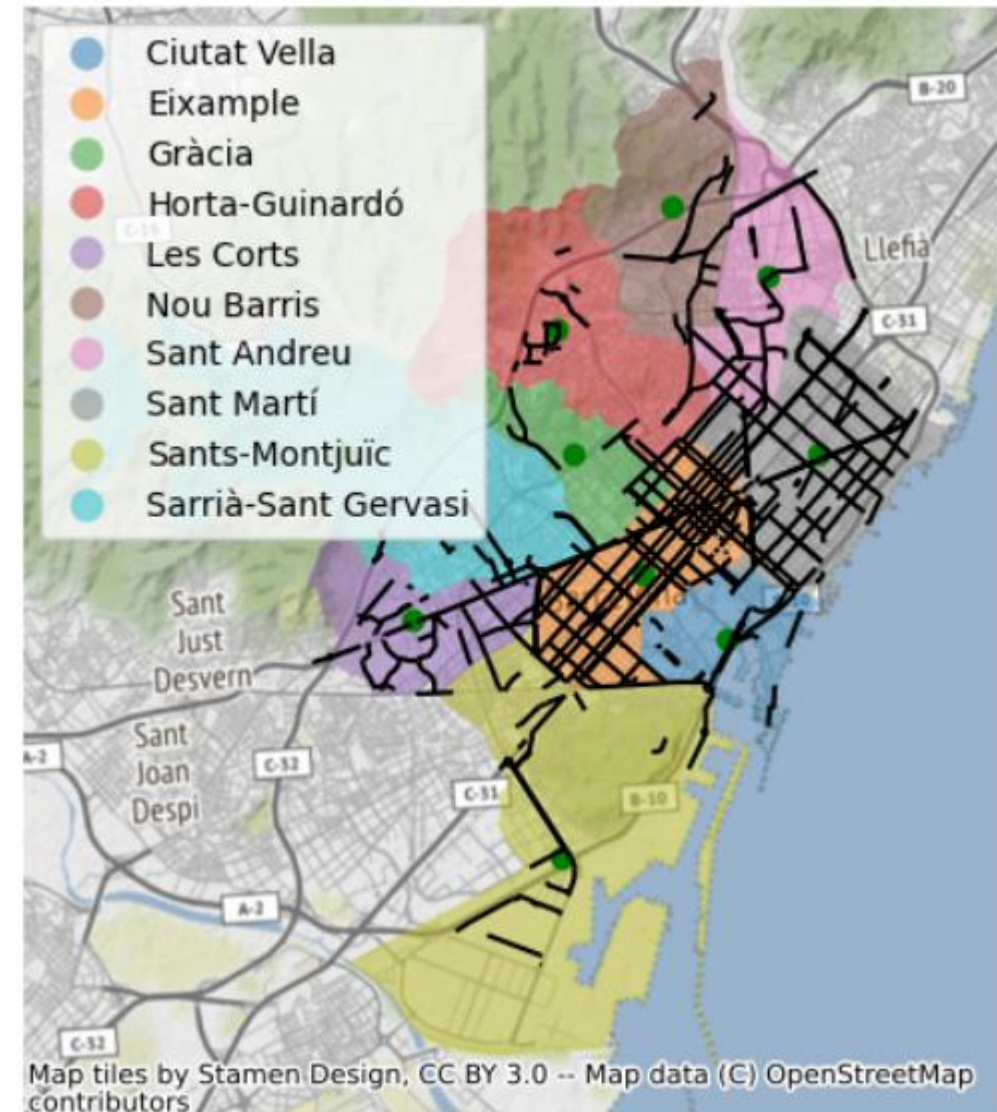 Ciutat Vella
Eixample
Gràcia
Horta-Guinardó
Les Corts
Nou Barris
Sant Andreu
Sant Martí
Sants-Montjuïc
Sarrià-Sant Gervasi
B-20
C-16
Llefià
C-31
Sant
Just
Desvern
Sant
Joan
Despi
A-2
C-32
C-31
B-10
A-2
C-32
Map tiles by Stamen Design, CC BY 3.0 -- Map data (C) OpenStreetMap
contributors